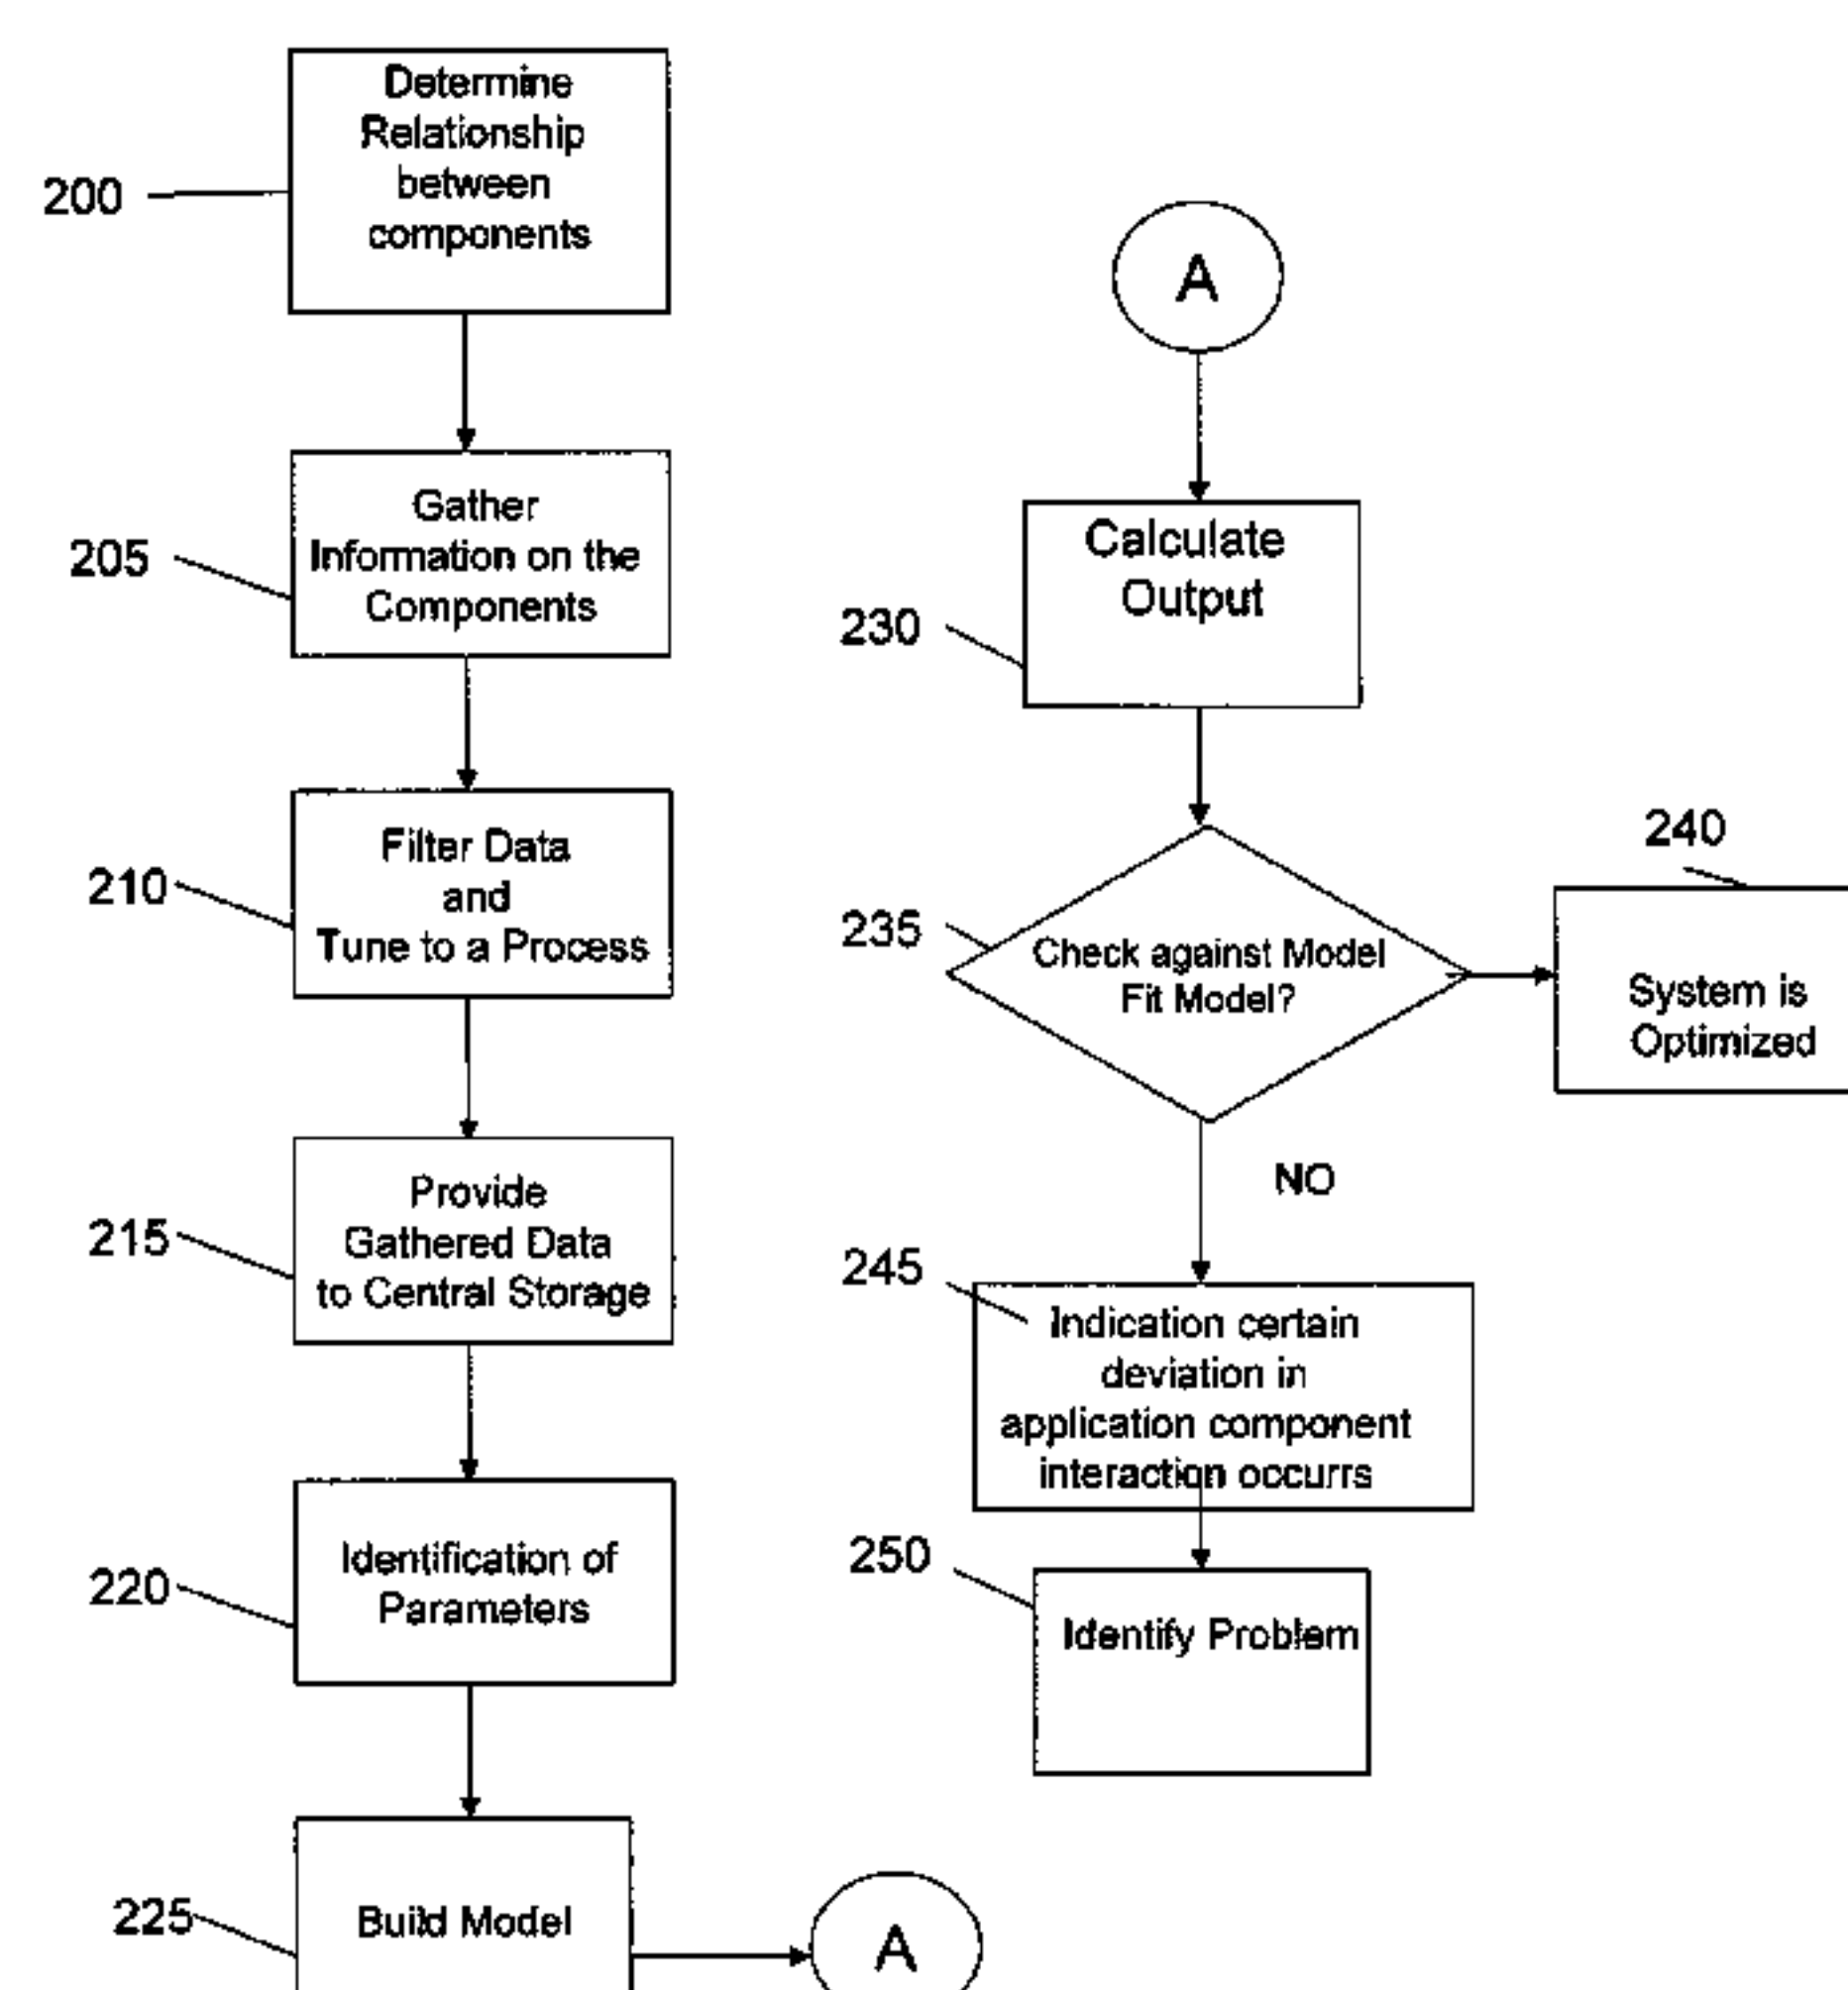 200
Determine
Relationship
between
components
205
Gather
Information on the
Components
210
Filter Data
and
Tune to a Process
215
Provide
Gathered Data
to Central Storage
220
Identification of
Parameters
225
Build Model
A
A
230
Calculate
Output
235
Check against Model
Fit Model?
240
System is
Optimized
NO
245
Indication certain
deviation in
application component
interaction occurrs
250
Identify Problem